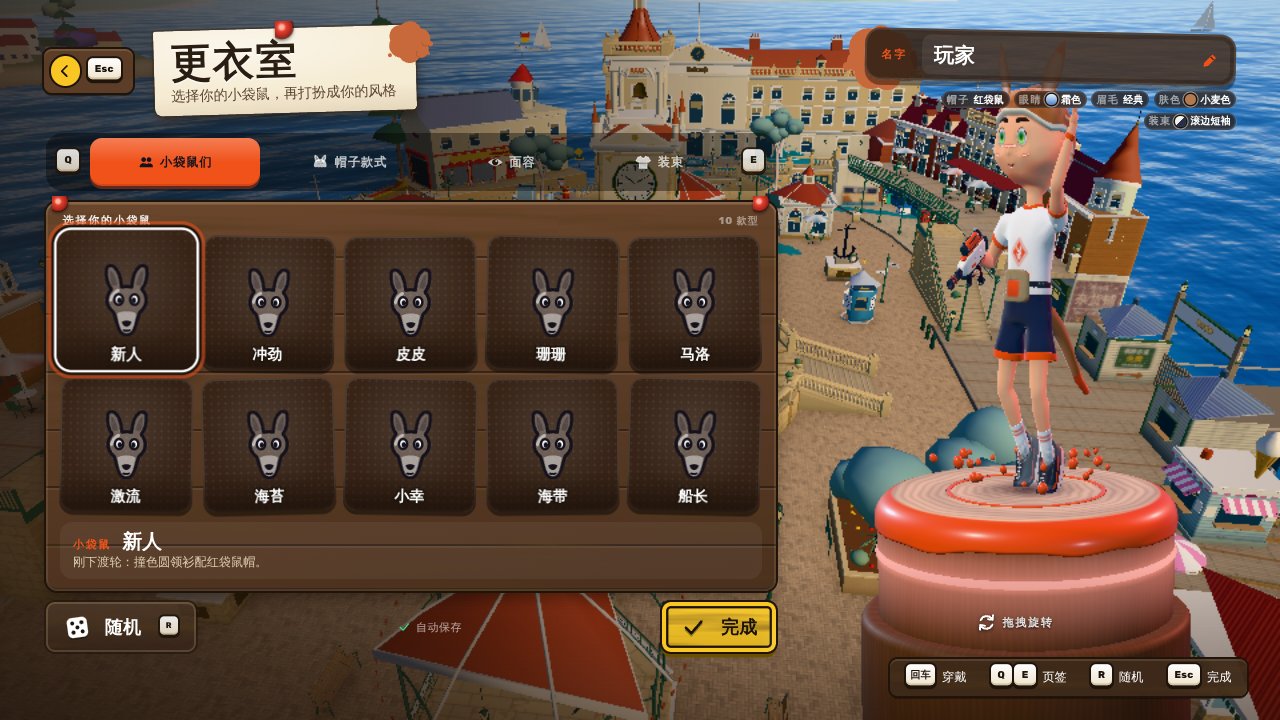 Esc
更衣室
选择你的小袋鼠，再打扮成你的风格
名字 玩家
帽子 红袋鼠 眼睛 霜色 眉毛 经典 肤色 小麦色
装束 滚边短袖
Q 小袋鼠们 帽子款式 面容 装束 E
选择你的小袋鼠 10 款型
新人 冲劲 皮皮 珊珊 马洛
激流 海苔 小幸 海带 船长
小袋鼠 新人
刚下渡轮：撞色圆领衫配红袋鼠帽。
随机 R
自动保存
完成
拖拽旋转
回车 穿戴 Q E 页签 R 随机 Esc 完成